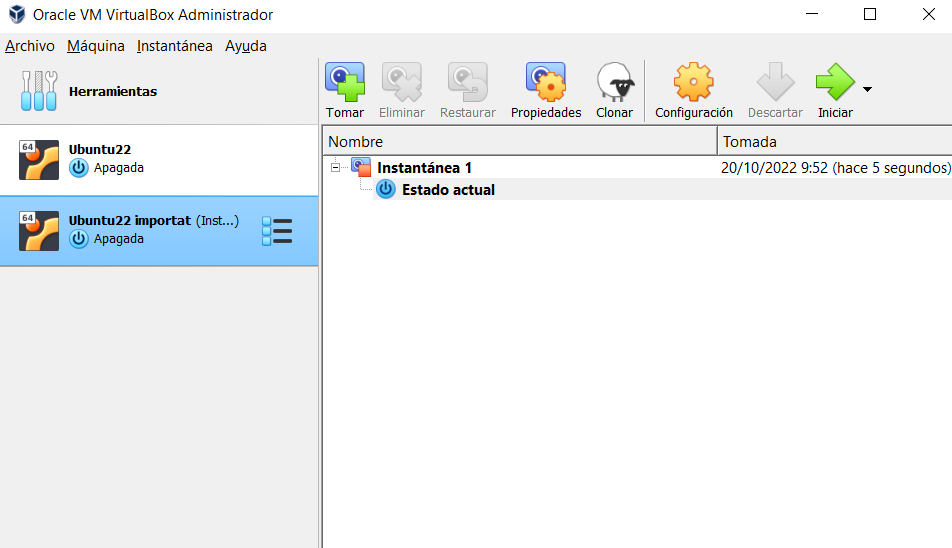 Oracle VM VirtualBox Administrador
Archivo Máquina Instantánea Ayuda
Herramientas
Tomar Eliminar Restaurar Propiedades Clonar Configuración Descartar Iniciar
Nombre Tomada
64 Ubuntu22
Apagada
Instantánea 1 20/10/2022 9:52 (hace 5 segundos)
Estado actual
64 Ubuntu22 importat (Inst...)
Apagada